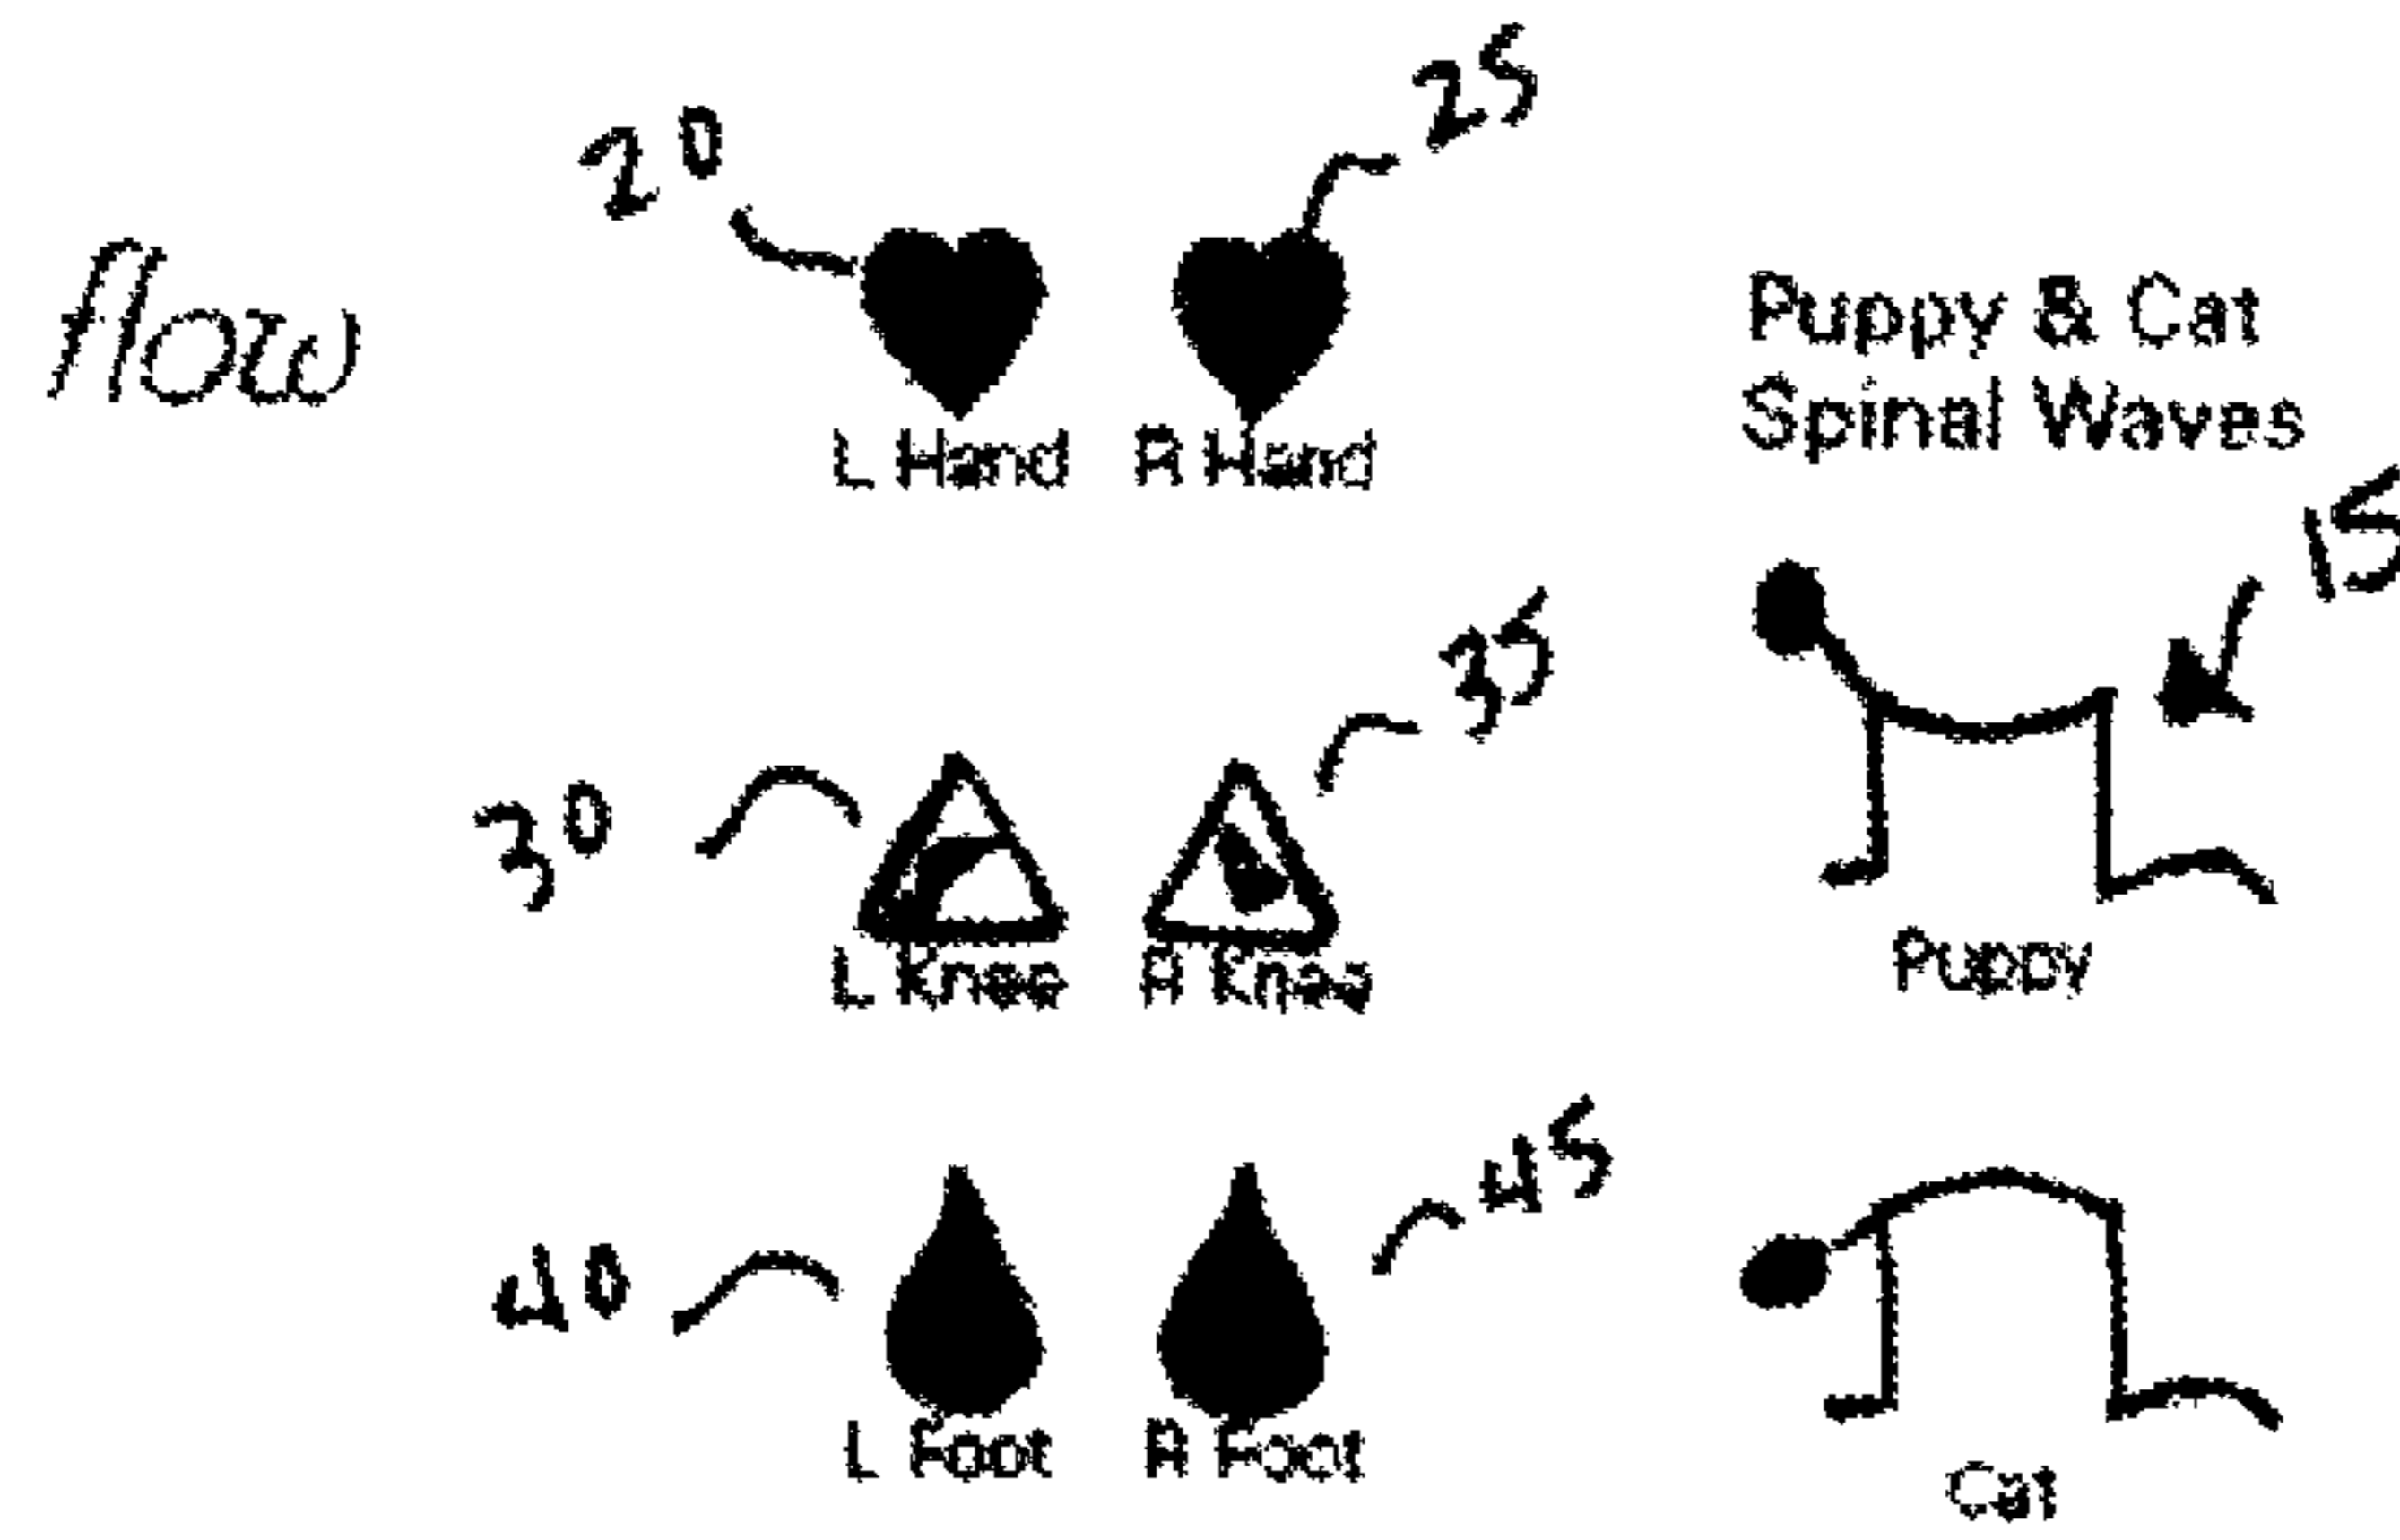 flow
20
25
L Hand
R Hand
Puppy & Cat
Spinal Waves
15
30
35
L Knee
R Knee
Puppy
40
45
L Foot
R Foot
Cat